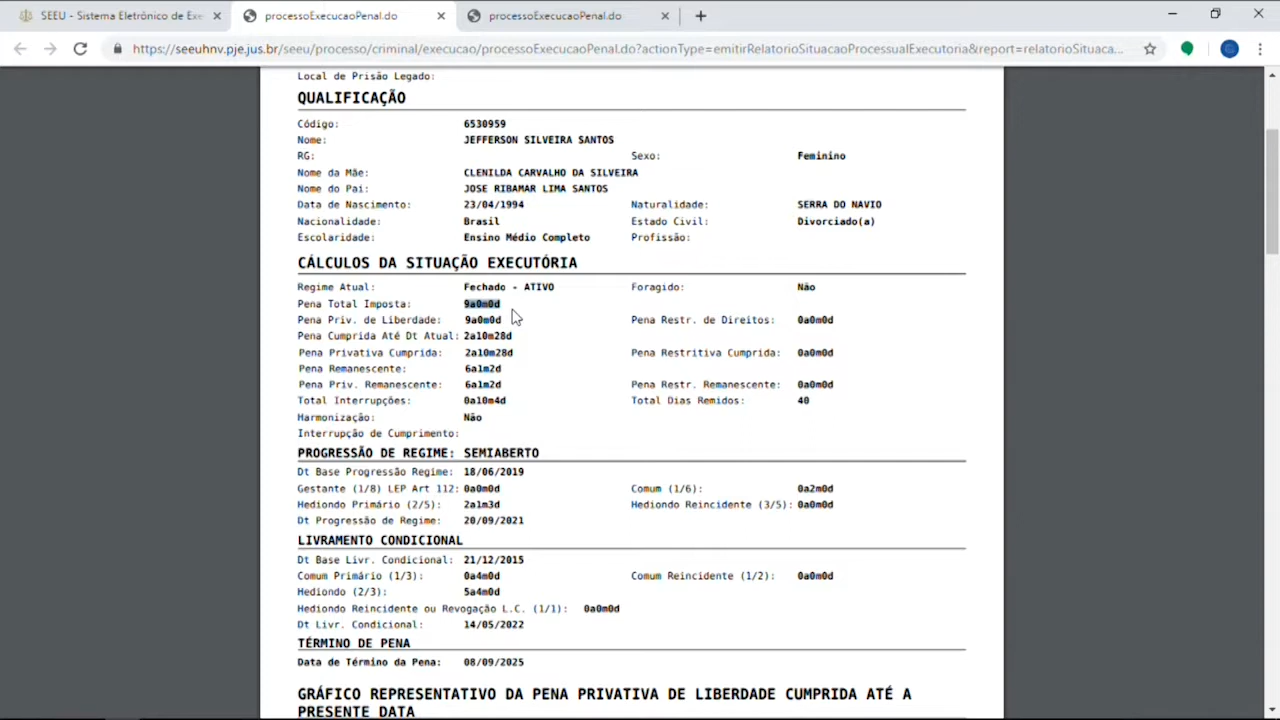 SEEU - Sistema Eletrônico de Exe
processoExecucaoPenal.do
processoExecucaoPenal.do
https://seeuhnv.pje.jus.br/seeu/processo/criminal/execucao/processoExecucaoPenal.do?actionType=emitirRelatorioSituacaoProcessualExecutoria&report=relatorioSituaca...
Local de Prisão Legado:
QUALIFICAÇÃO
Código: 6530959
Nome: JEFFERSON SILVEIRA SANTOS
RG: Sexo: Feminino
Nome da Mãe: CLENILDA CARVALHO DA SILVEIRA
Nome do Pai: JOSE RIBAMAR LIMA SANTOS
Data de Nascimento: 23/04/1994 Naturalidade: SERRA DO NAVIO
Nacionalidade: Brasil Estado Civil: Divorciado(a)
Escolaridade: Ensino Médio Completo Profissão:
CÁLCULOS DA SITUAÇÃO EXECUTÓRIA
Regime Atual: Fechado - ATIVO Foragido: Não
Pena Total Imposta: 9a0m0d
Pena Priv. de Liberdade: 9a0m0d Pena Restr. de Direitos: 0a0m0d
Pena Cumprida Até Dt Atual: 2a10m28d
Pena Privativa Cumprida: 2a10m28d Pena Restritiva Cumprida: 0a0m0d
Pena Remanescente: 6a1m2d
Pena Priv. Remanescente: 6a1m2d Pena Restr. Remanescente: 0a0m0d
Total Interrupções: 0a10m4d Total Dias Remidos: 40
Harmonização: Não
Interrupção de Cumprimento:
PROGRESSÃO DE REGIME: SEMIABERTO
Dt Base Progressão Regime: 18/06/2019
Gestante (1/8) LEP Art 112: 0a0m0d Comum (1/6): 0a2m0d
Hediondo Primário (2/5): 2a1m3d Hediondo Reincidente (3/5): 0a0m0d
Dt Progressão de Regime: 20/09/2021
LIVRAMENTO CONDICIONAL
Dt Base Livr. Condicional: 21/12/2015
Comum Primário (1/3): 0a4m0d Comum Reincidente (1/2): 0a0m0d
Hediondo (2/3): 5a4m0d
Hediondo Reincidente ou Revogação L.C. (1/1): 0a0m0d
Dt Livr. Condicional: 14/05/2022
TÉRMINO DE PENA
Data de Término da Pena: 08/09/2025
GRÁFICO REPRESENTATIVO DA PENA PRIVATIVA DE LIBERDADE CUMPRIDA ATÉ A
PRESENTE DATA